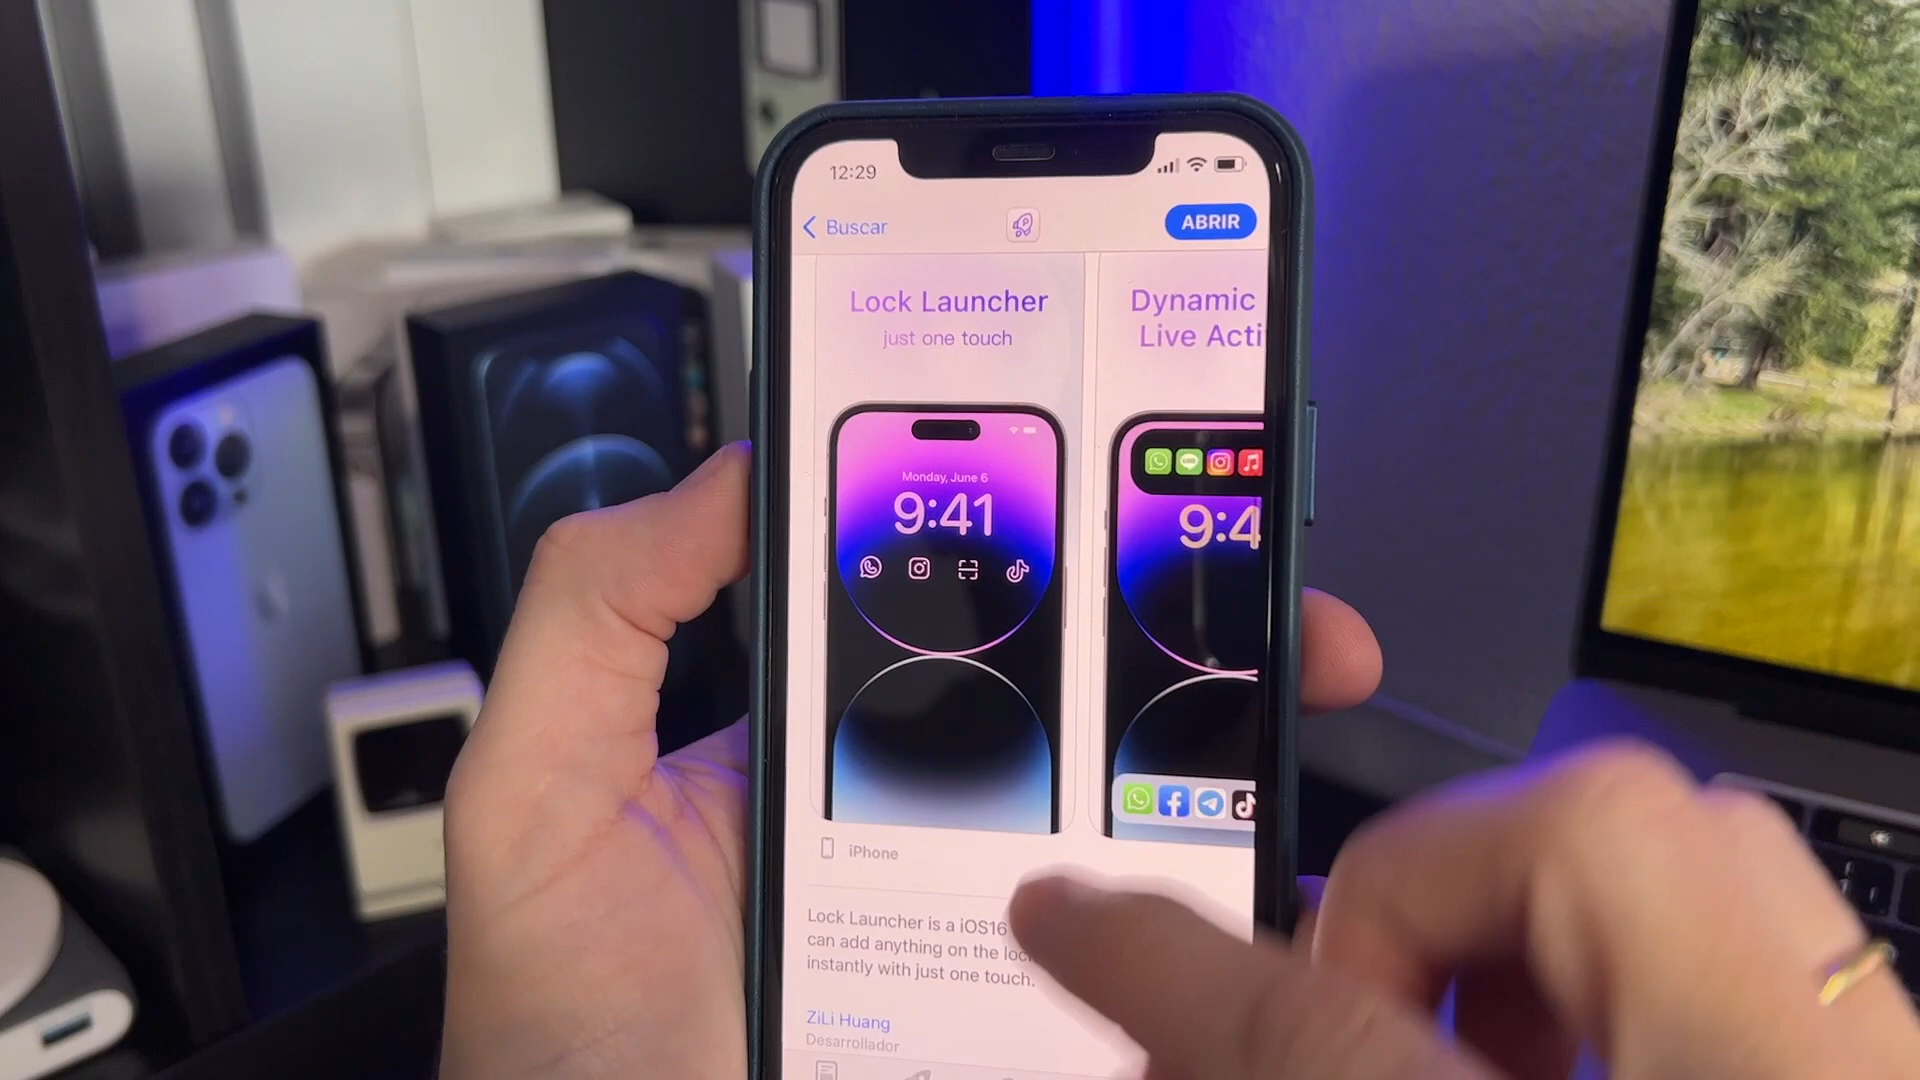 12:29
Buscar
ABRIR
Lock Launcher
just one touch
Dynamic
Live Acti
Monday, June 6
9:41
9:4
iPhone
Lock Launcher is a iOS16
can add anything on the loc
instantly with just one touch.
ZiLi Huang
Desarrollador